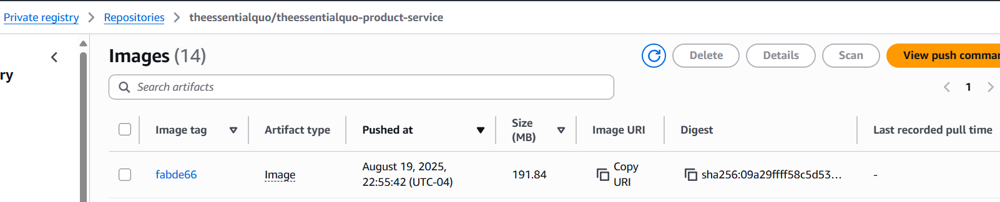 Private registry > Repositories > theessentialquo/theessentialquo-product-service
ry
Images (14)
Delete Details Scan View push comman
Search artifacts
1
Image tag Artifact type Pushed at Size (MB) Image URI Digest Last recorded pull time
fabde66 Image August 19, 2025, 22:55:42 (UTC-04) 191.84 Copy URI sha256:09a29ffff58c5d53... -